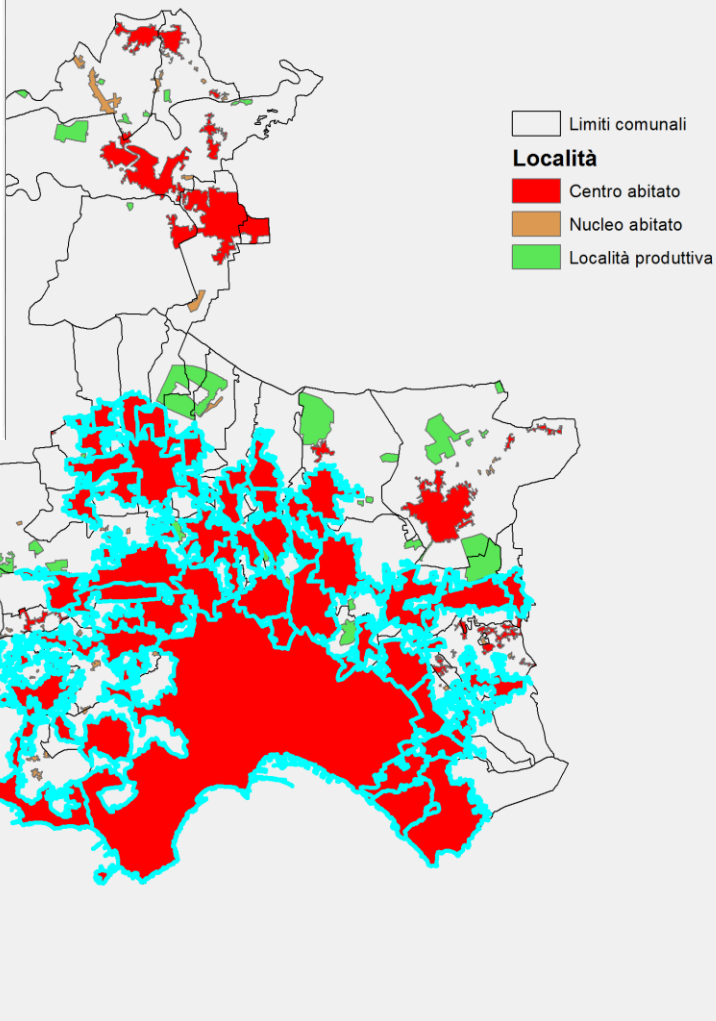 Limiti comunali
Località
Centro abitato
Nucleo abitato
Località produttiva